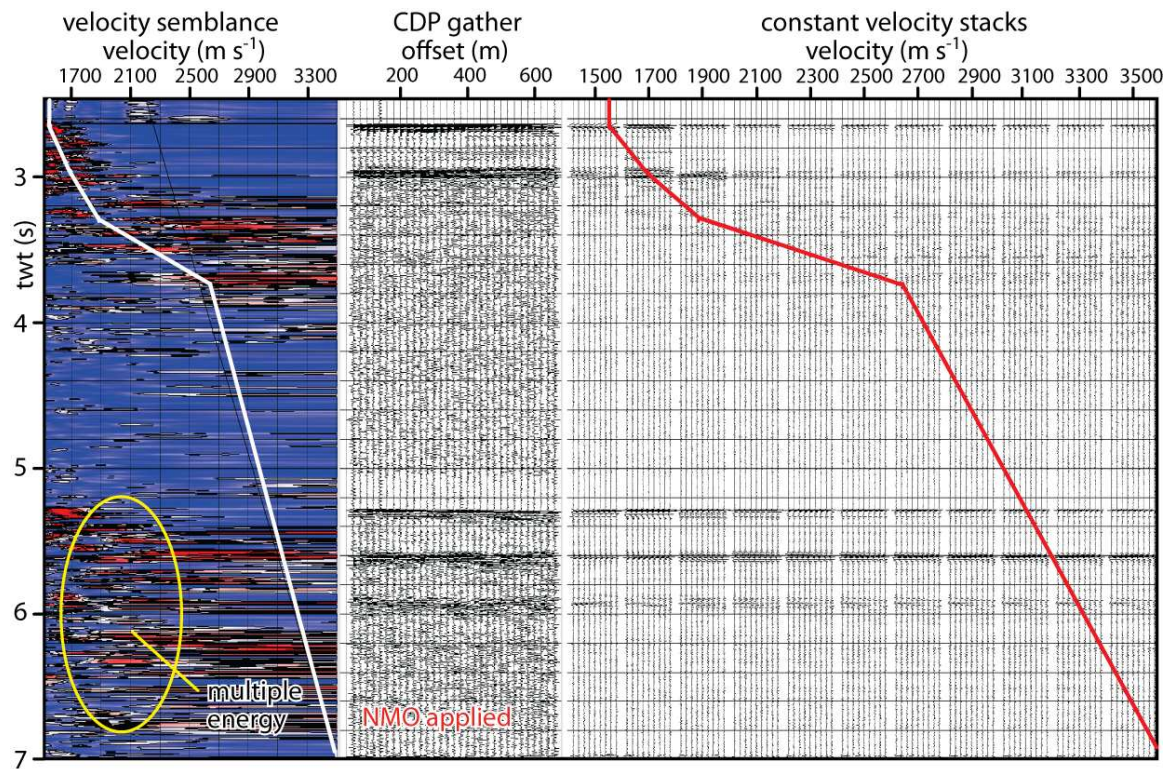 velocity semblance
velocity (m s⁻¹)
1700 2100 2500 2900 3300
CDP gather
offset (m)
200 400 600
constant velocity stacks
velocity (m s⁻¹)
1500 1700 1900 2100 2300 2500 2700 2900 3100 3300 3500
twt (s)
3
4
5
6
7
multiple
energy
NMO applied